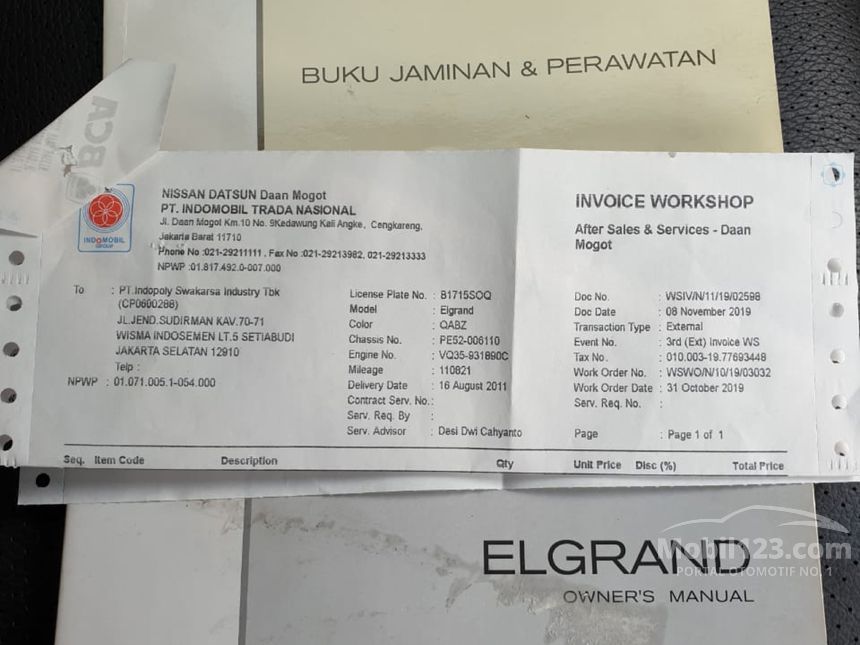 BUKU JAMINAN & PERAWATAN
BCA
INDOMOBIL
GROUP
NISSAN DATSUN Daan Mogot
PT. INDOMOBIL TRADA NASIONAL
Jl. Daan Mogot Km.10 No. 9Kedawung Kali Angke, Cengkareng,
Jakarta Barat 11710
Phone No :021-29211111 , Fax No :021-29213982, 021-29213333
NPWP :01.817.492.0-007.000
INVOICE WORKSHOP
After Sales & Services - Daan
Mogot
To : PT.Indopoly Swakarsa Industry Tbk
(CP0600288)
JL.JEND.SUDIRMAN KAV.70-71
WISMA INDOSEMEN LT.5 SETIABUDI
JAKARTA SELATAN 12910
Telp :
NPWP : 01.071.005.1-054.000
License Plate No. : B1715SOQ
Model : Elgrand
Color : QABZ
Chassis No. : PE52-006110
Engine No. : VQ35-931890C
Mileage : 110821
Delivery Date : 16 August 2011
Contract Serv. No. :
Serv. Req. By :
Serv. Advisor : Desi Dwi Cahyanto
Doc No. : WSIV/N/11/19/02598
Doc Date : 08 November 2019
Transaction Type : External
Event No. : 3rd (Ext) Invoice WS
Tax No. : 010.003-19.77693448
Work Order No. : WSWO/N/10/19/03032
Work Order Date : 31 October 2019
Serv. Req. No. :
Page : Page 1 of 1
Seq. Item Code Description Qty Unit Price Disc (%) Total Price
ELGRAND
OWNER'S MANUAL
Mobil123.com
PORTAL OTOMOTIF NO. 1